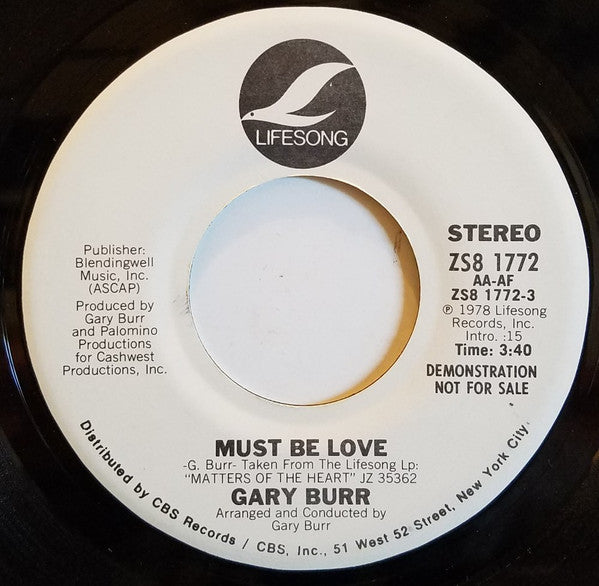 LIFESONG
Publisher:
Blendingwell
Music, Inc.
(ASCAP)
Produced by
Gary Burr
and Palomino
Productions
for Cashwest
Productions, Inc.
STEREO
ZS8 1772
AA-AF
ZS8 1772-3
℗ 1978 Lifesong
Records, Inc.
Intro. :15
Time: 3:40
DEMONSTRATION
NOT FOR SALE
MUST BE LOVE
-G. Burr- Taken From The Lifesong Lp:
"MATTERS OF THE HEART" JZ 35362
GARY BURR
Arranged and Conducted by
Gary Burr
Distributed by CBS Records / CBS, Inc., 51 West 52 Street, New York City